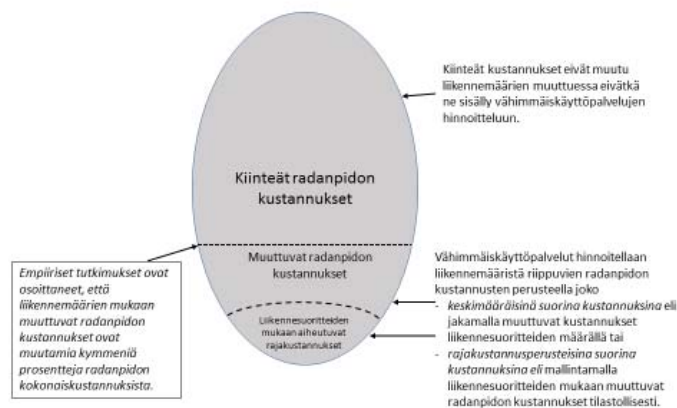 Kiinteät kustannukset eivät muutu
liikennemäärien muuttuessa eivätkä
ne sisälly vähimmäiskäyttöpalvelujen
hinnoitteluun.
Kiinteät radanpidon
kustannukset
Muuttuvat radanpidon
kustannukset
Liikennesuoritteiden
mukaan aiheutuvat
rajakustannukset
Empiiriset tutkimukset ovat
osoittaneet, että
liikennemäärien mukaan
muuttuvat radanpidon
kustannukset ovat
muutamia kymmeniä
prosentteja radanpidon
kokonaiskustannuksista.
Vähimmäiskäyttöpalvelut hinnoitellaan
liikennemääristä riippuvien radanpidon
kustannusten perusteella joko
- keskimääräisinä suorina kustannuksina eli
jakamalla muuttuvat kustannukset
liikennesuoritteiden määrällä tai
- rajakustannusperusteisina suorina
kustannuksina eli mallintamalla
liikennesuoritteiden mukaan muuttuvat
radanpidon kustannukset tilastollisesti.